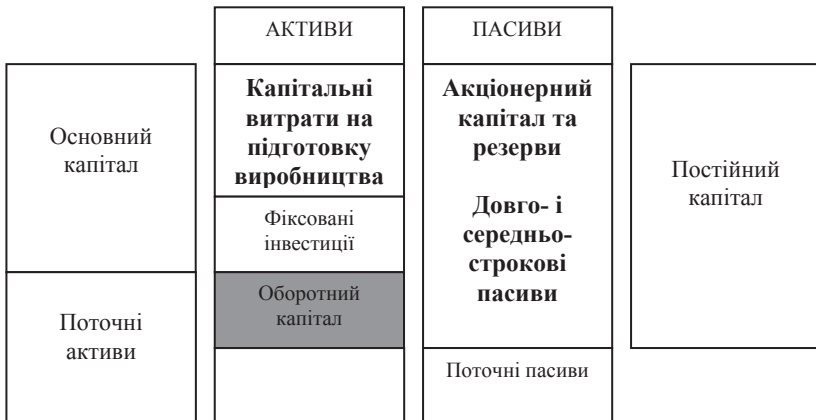 АКТИВИ
ПАСИВИ
Основний
капітал
Поточні
активи
Капітальні
витрати на
підготовку
виробництва
Фіксовані
інвестиції
Оборотний
капітал
Акціонерний
капітал та
резерви
Довго- і
середньо-
строкові
пасиви
Поточні пасиви
Постійний
капітал